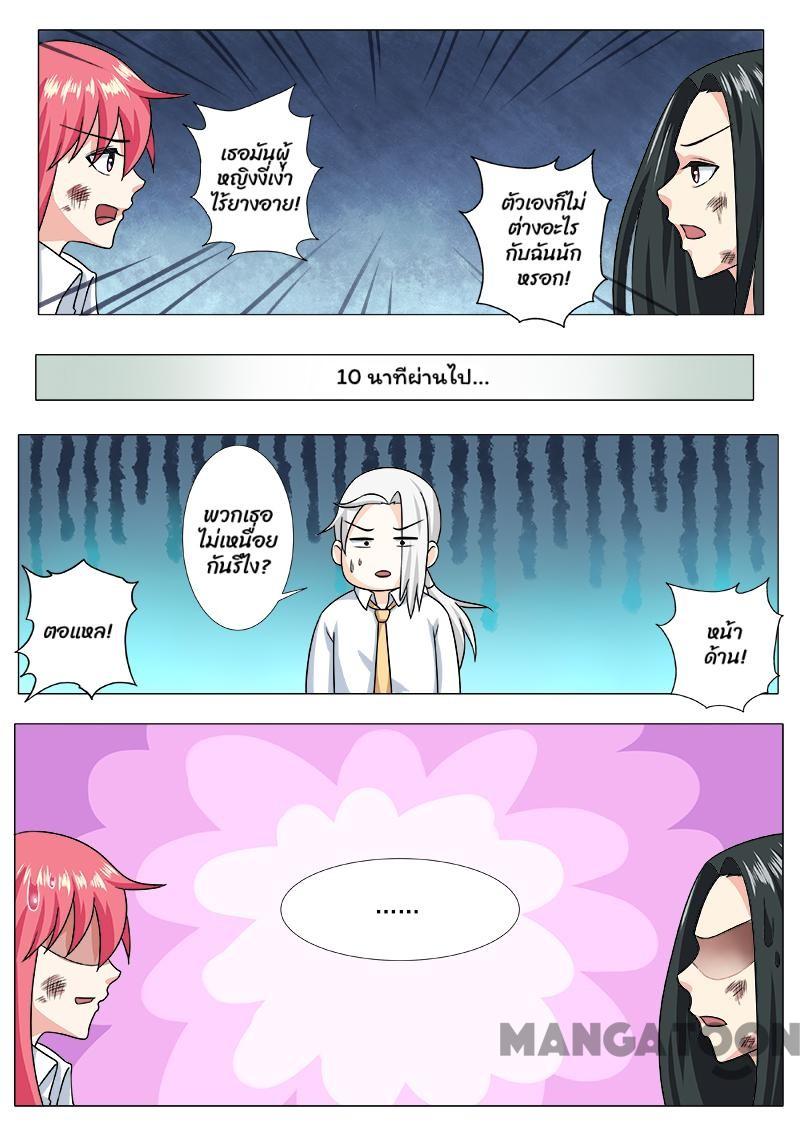 เธอมันผู้
หญิงงี่เง่า
ไร้ยางอาย!
ตัวเองก็ไม่
ต่างอะไร
กับฉันนัก
หรอก!
10 นาทีผ่านไป...
พวกเธอ
ไม่เหนื่อย
กันรึไง?
ตอแหล!
หน้า
ด้าน!
......
MANGATOON